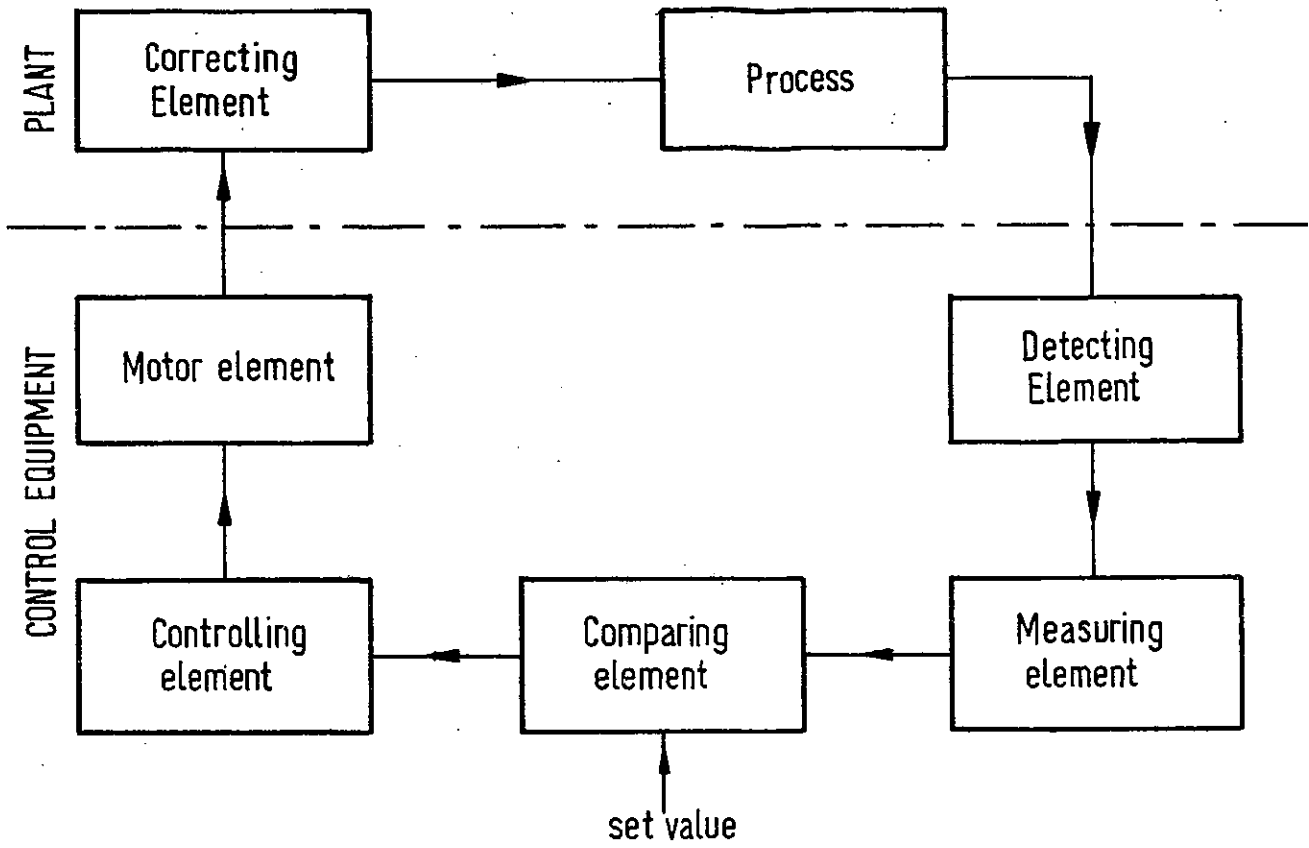 PLANT
Correcting
Element
Process
CONTROL EQUIPMENT
Motor element
Detecting
Element
Controlling
element
Comparing
element
Measuring
element
set value